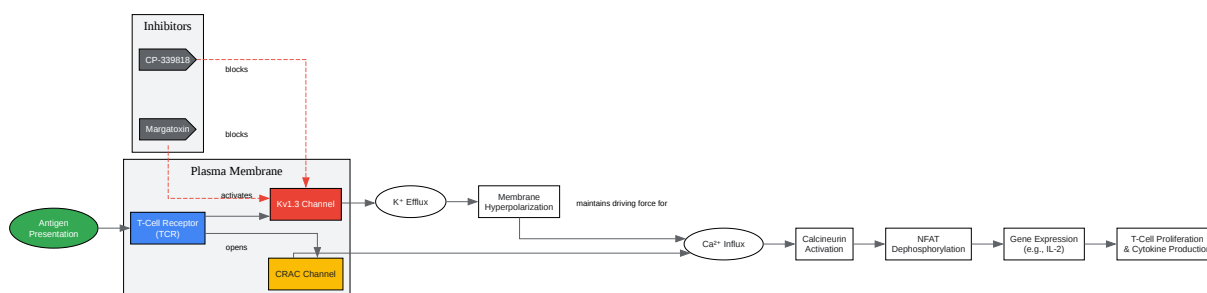 Inhibitors
CP-339818
blocks
Margatoxin
blocks
Plasma Membrane
activates
Kv1.3 Channel
K⁺ Efflux
Membrane
Hyperpolarization
maintains driving force for
Antigen
Presentation
T-Cell Receptor
(TCR)
opens
CRAC Channel
Ca²⁺ Influx
Calcineurin
Activation
NFAT
Dephosphorylation
Gene Expression
(e.g., IL-2)
T-Cell Proliferation
& Cytokine Production